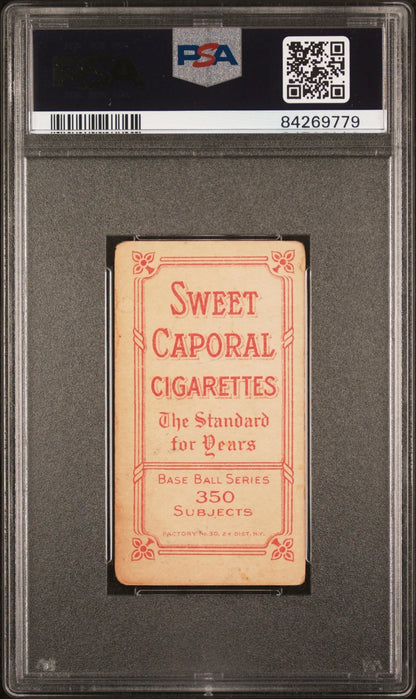 PSA
84269779
SWEET
CAPORAL
CIGARETTES
The Standard
for Years
BASE BALL SERIES
350
SUBJECTS
FACTORY No. 30, 2d DIST. N.Y.